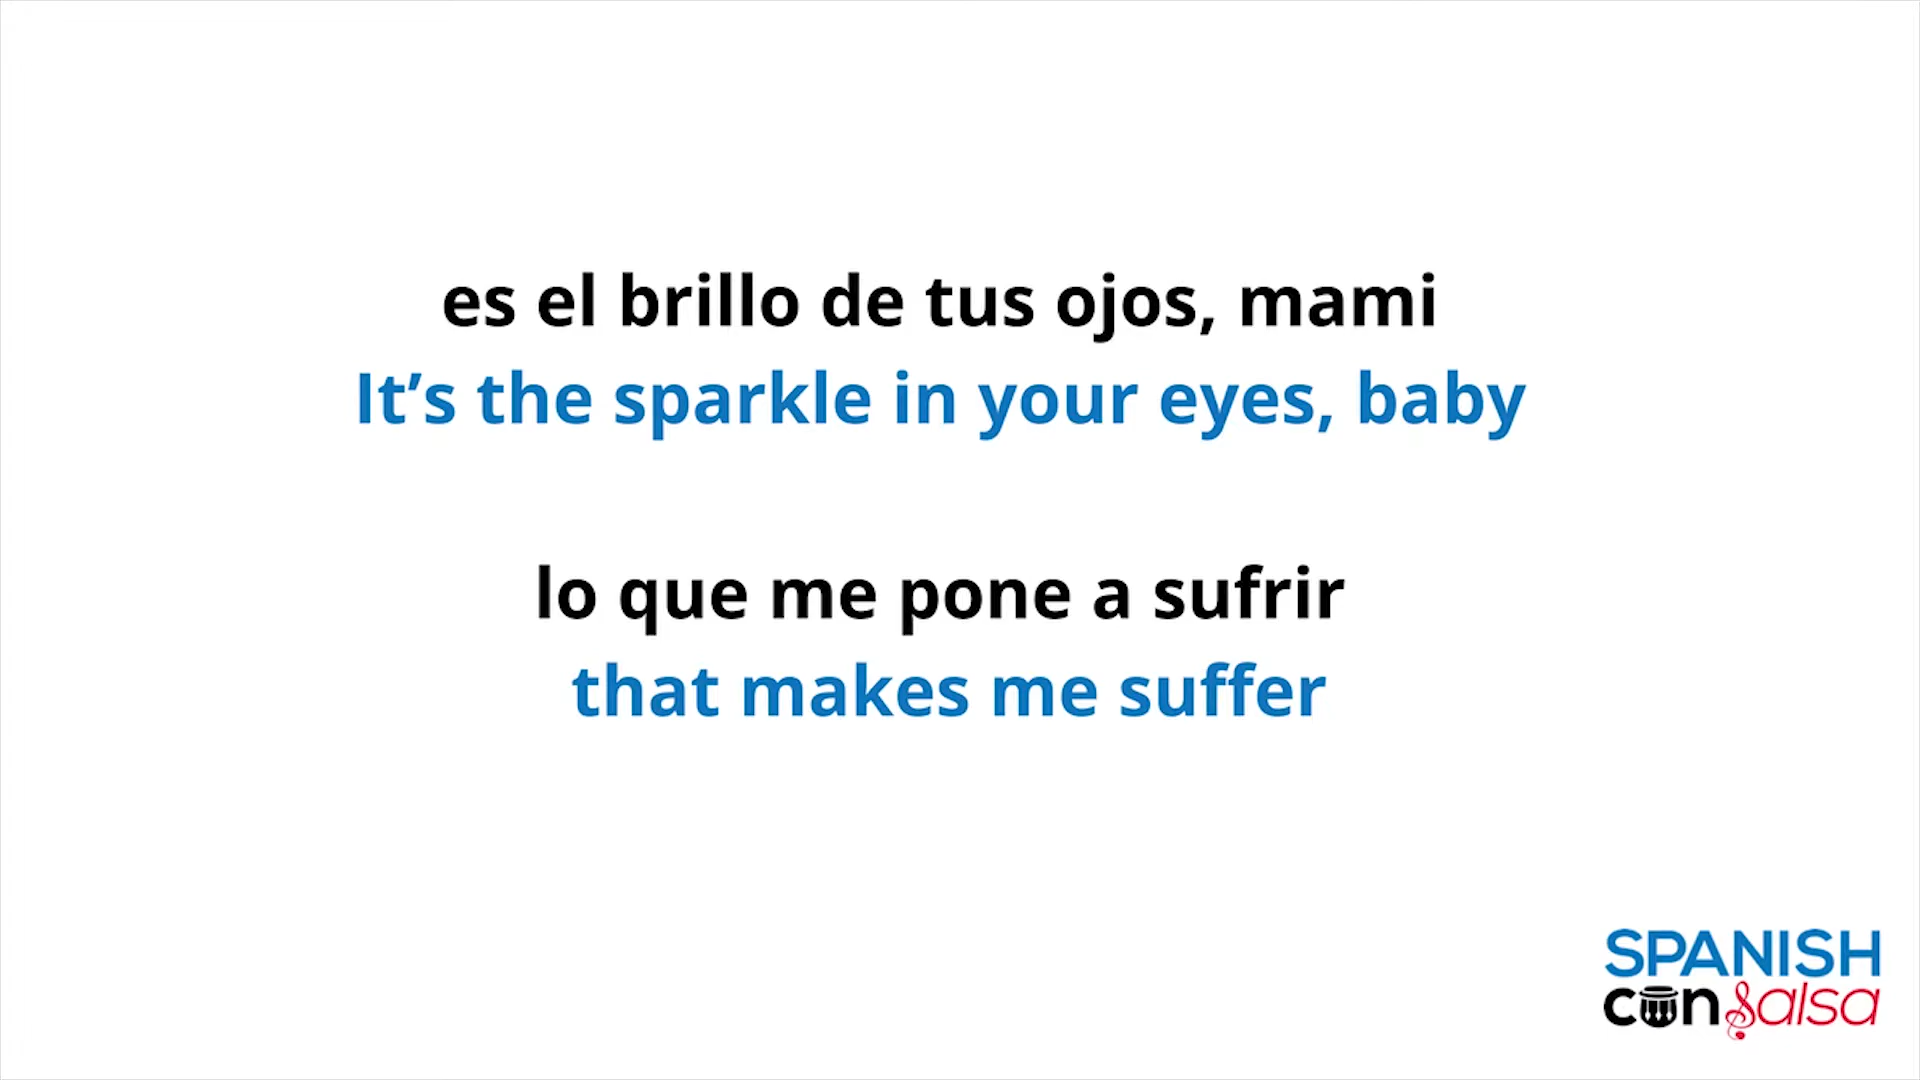 es el brillo de tus ojos, mami
It’s the sparkle in your eyes, baby
lo que me pone a sufrir
that makes me suffer
SPANISH
con salsa